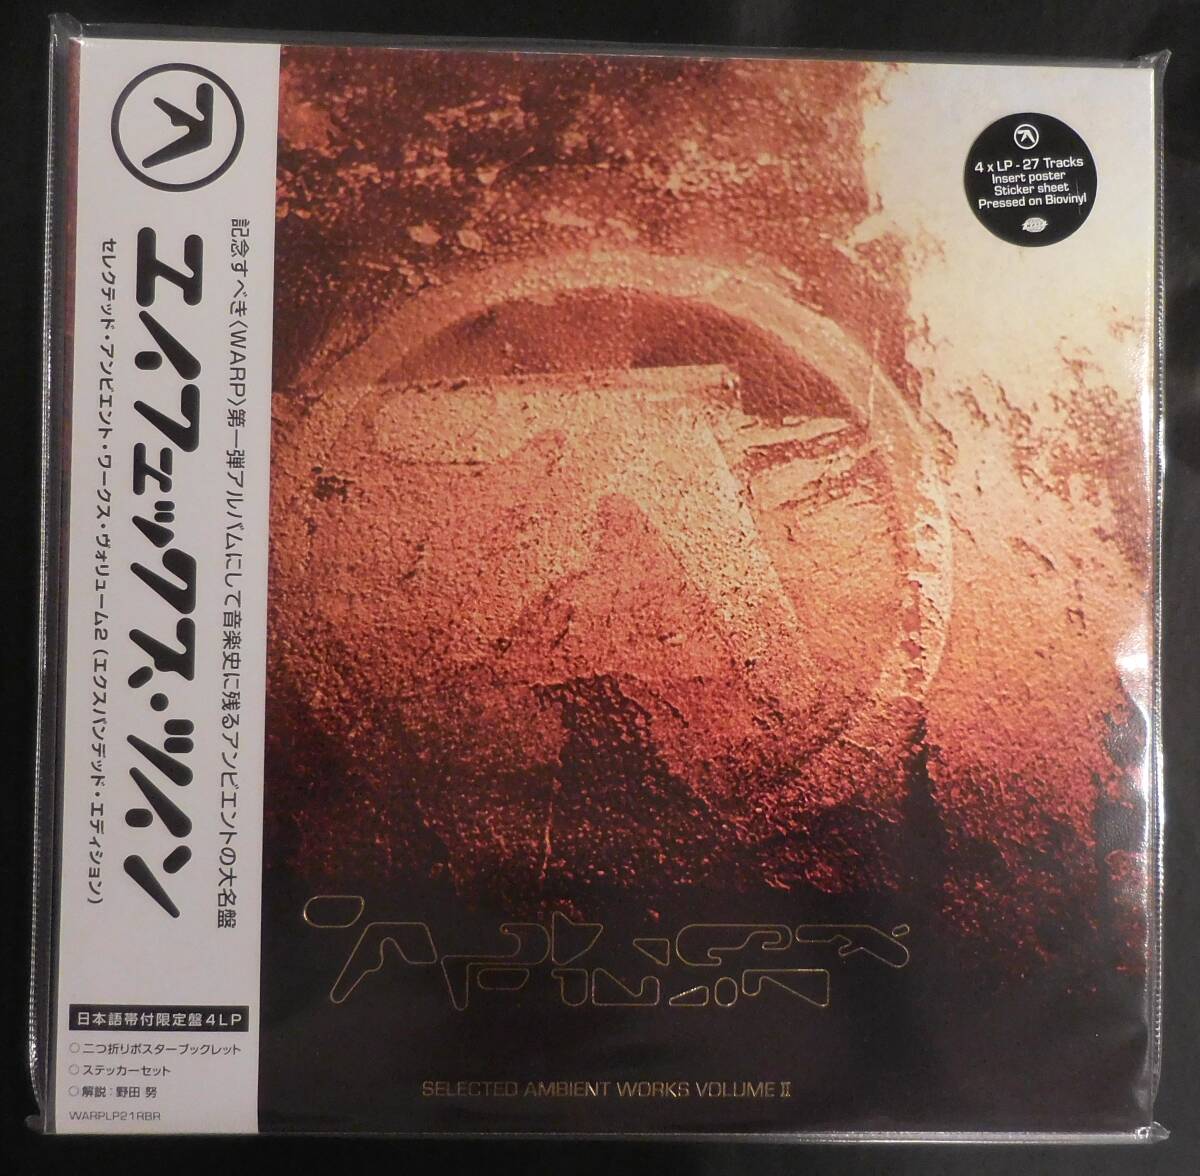 記念すべき〈WARP〉第一弾アルバムにして音楽史に残るアンビエントの大名盤
エイフェックス・ツイン
セレクテッド・アンビエント・ワークス・ヴォリューム2(エクスパンデッド・エディション)
日本語帯付限定盤4LP
○二つ折りポスターブックレット
○ステッカーセット
○解説:野田 努
WARPLP21RBR
4 x LP - 27 Tracks
Insert poster
Sticker sheet
Pressed on Biovinyl
SELECTED AMBIENT WORKS VOLUME II